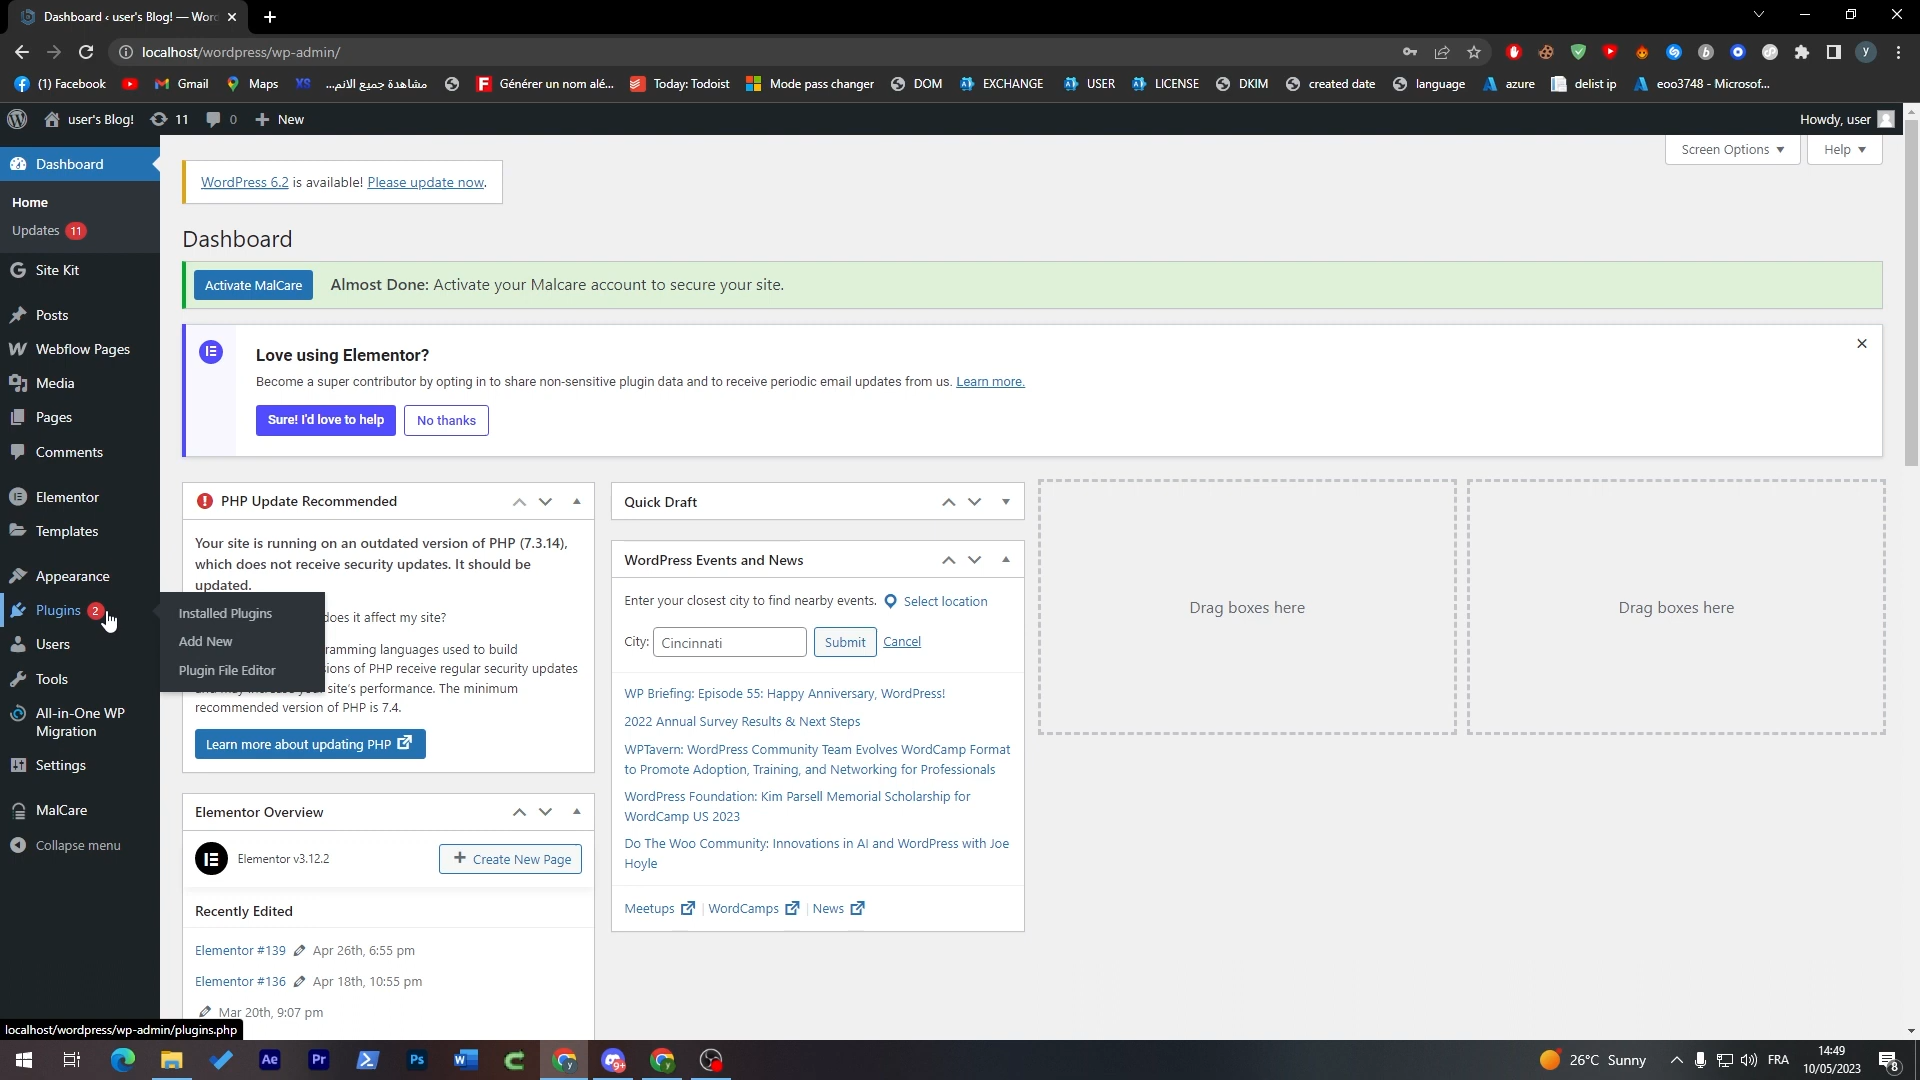 Dashboard ‹ user's Blog! — Wor
localhost/wordpress/wp-admin/
(1) Facebook
Gmail
Maps
مشاهدة جميع الانم...
Générer un nom alé...
Today: Todoist
Mode pass changer
DOM
EXCHANGE
USER
LICENSE
DKIM
created date
language
azure
delist ip
eoo3748 - Microsof...
user's Blog!
11
0
New
Howdy, user
Dashboard
Home
Updates 11
Site Kit
Posts
Webflow Pages
Media
Pages
Comments
Elementor
Templates
Appearance
Plugins 2
Users
Tools
All-in-One WP
Migration
Settings
MalCare
Collapse menu
Installed Plugins
Add New
Plugin File Editor
Screen Options
Help
WordPress 6.2 is available! Please update now.
Dashboard
Activate MalCare
Almost Done: Activate your Malcare account to secure your site.
Love using Elementor?
Become a super contributor by opting in to share non-sensitive plugin data and to receive periodic email updates from us. Learn more.
Sure! I'd love to help
No thanks
PHP Update Recommended
Your site is running on an outdated version of PHP (7.3.14),
which does not receive security updates. It should be
updated.
does it affect my site?
ramming languages used to build
sions of PHP receive regular security updates
site's performance. The minimum
recommended version of PHP is 7.4.
Learn more about updating PHP
Elementor Overview
Elementor v3.12.2
Create New Page
Recently Edited
Elementor #139 Apr 26th, 6:55 pm
Elementor #136 Apr 18th, 10:55 pm
Mar 20th, 9:07 pm
Quick Draft
WordPress Events and News
Enter your closest city to find nearby events. Select location
City: Cincinnati Submit Cancel
WP Briefing: Episode 55: Happy Anniversary, WordPress!
2022 Annual Survey Results & Next Steps
WPTavern: WordPress Community Team Evolves WordCamp Format
to Promote Adoption, Training, and Networking for Professionals
WordPress Foundation: Kim Parsell Memorial Scholarship for
WordCamp US 2023
Do The Woo Community: Innovations in AI and WordPress with Joe
Hoyle
Meetups | WordCamps | News
Drag boxes here
Drag boxes here
localhost/wordpress/wp-admin/plugins.php
Ae
Pr
Ps
26°C Sunny
FRA
14:49
10/05/2023
8